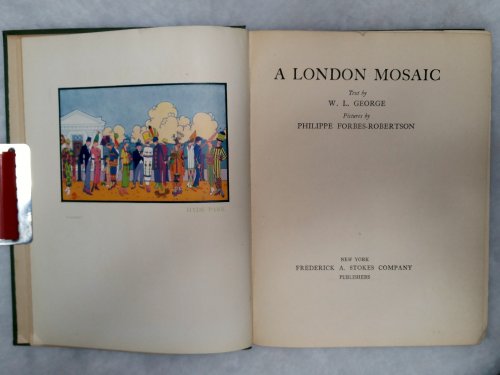 HYDE PARK
A LONDON MOSAIC
Text by
W. L. GEORGE
Pictures by
PHILIPPE FORBES-ROBERTSON
NEW YORK
FREDERICK A. STOKES COMPANY
PUBLISHERS